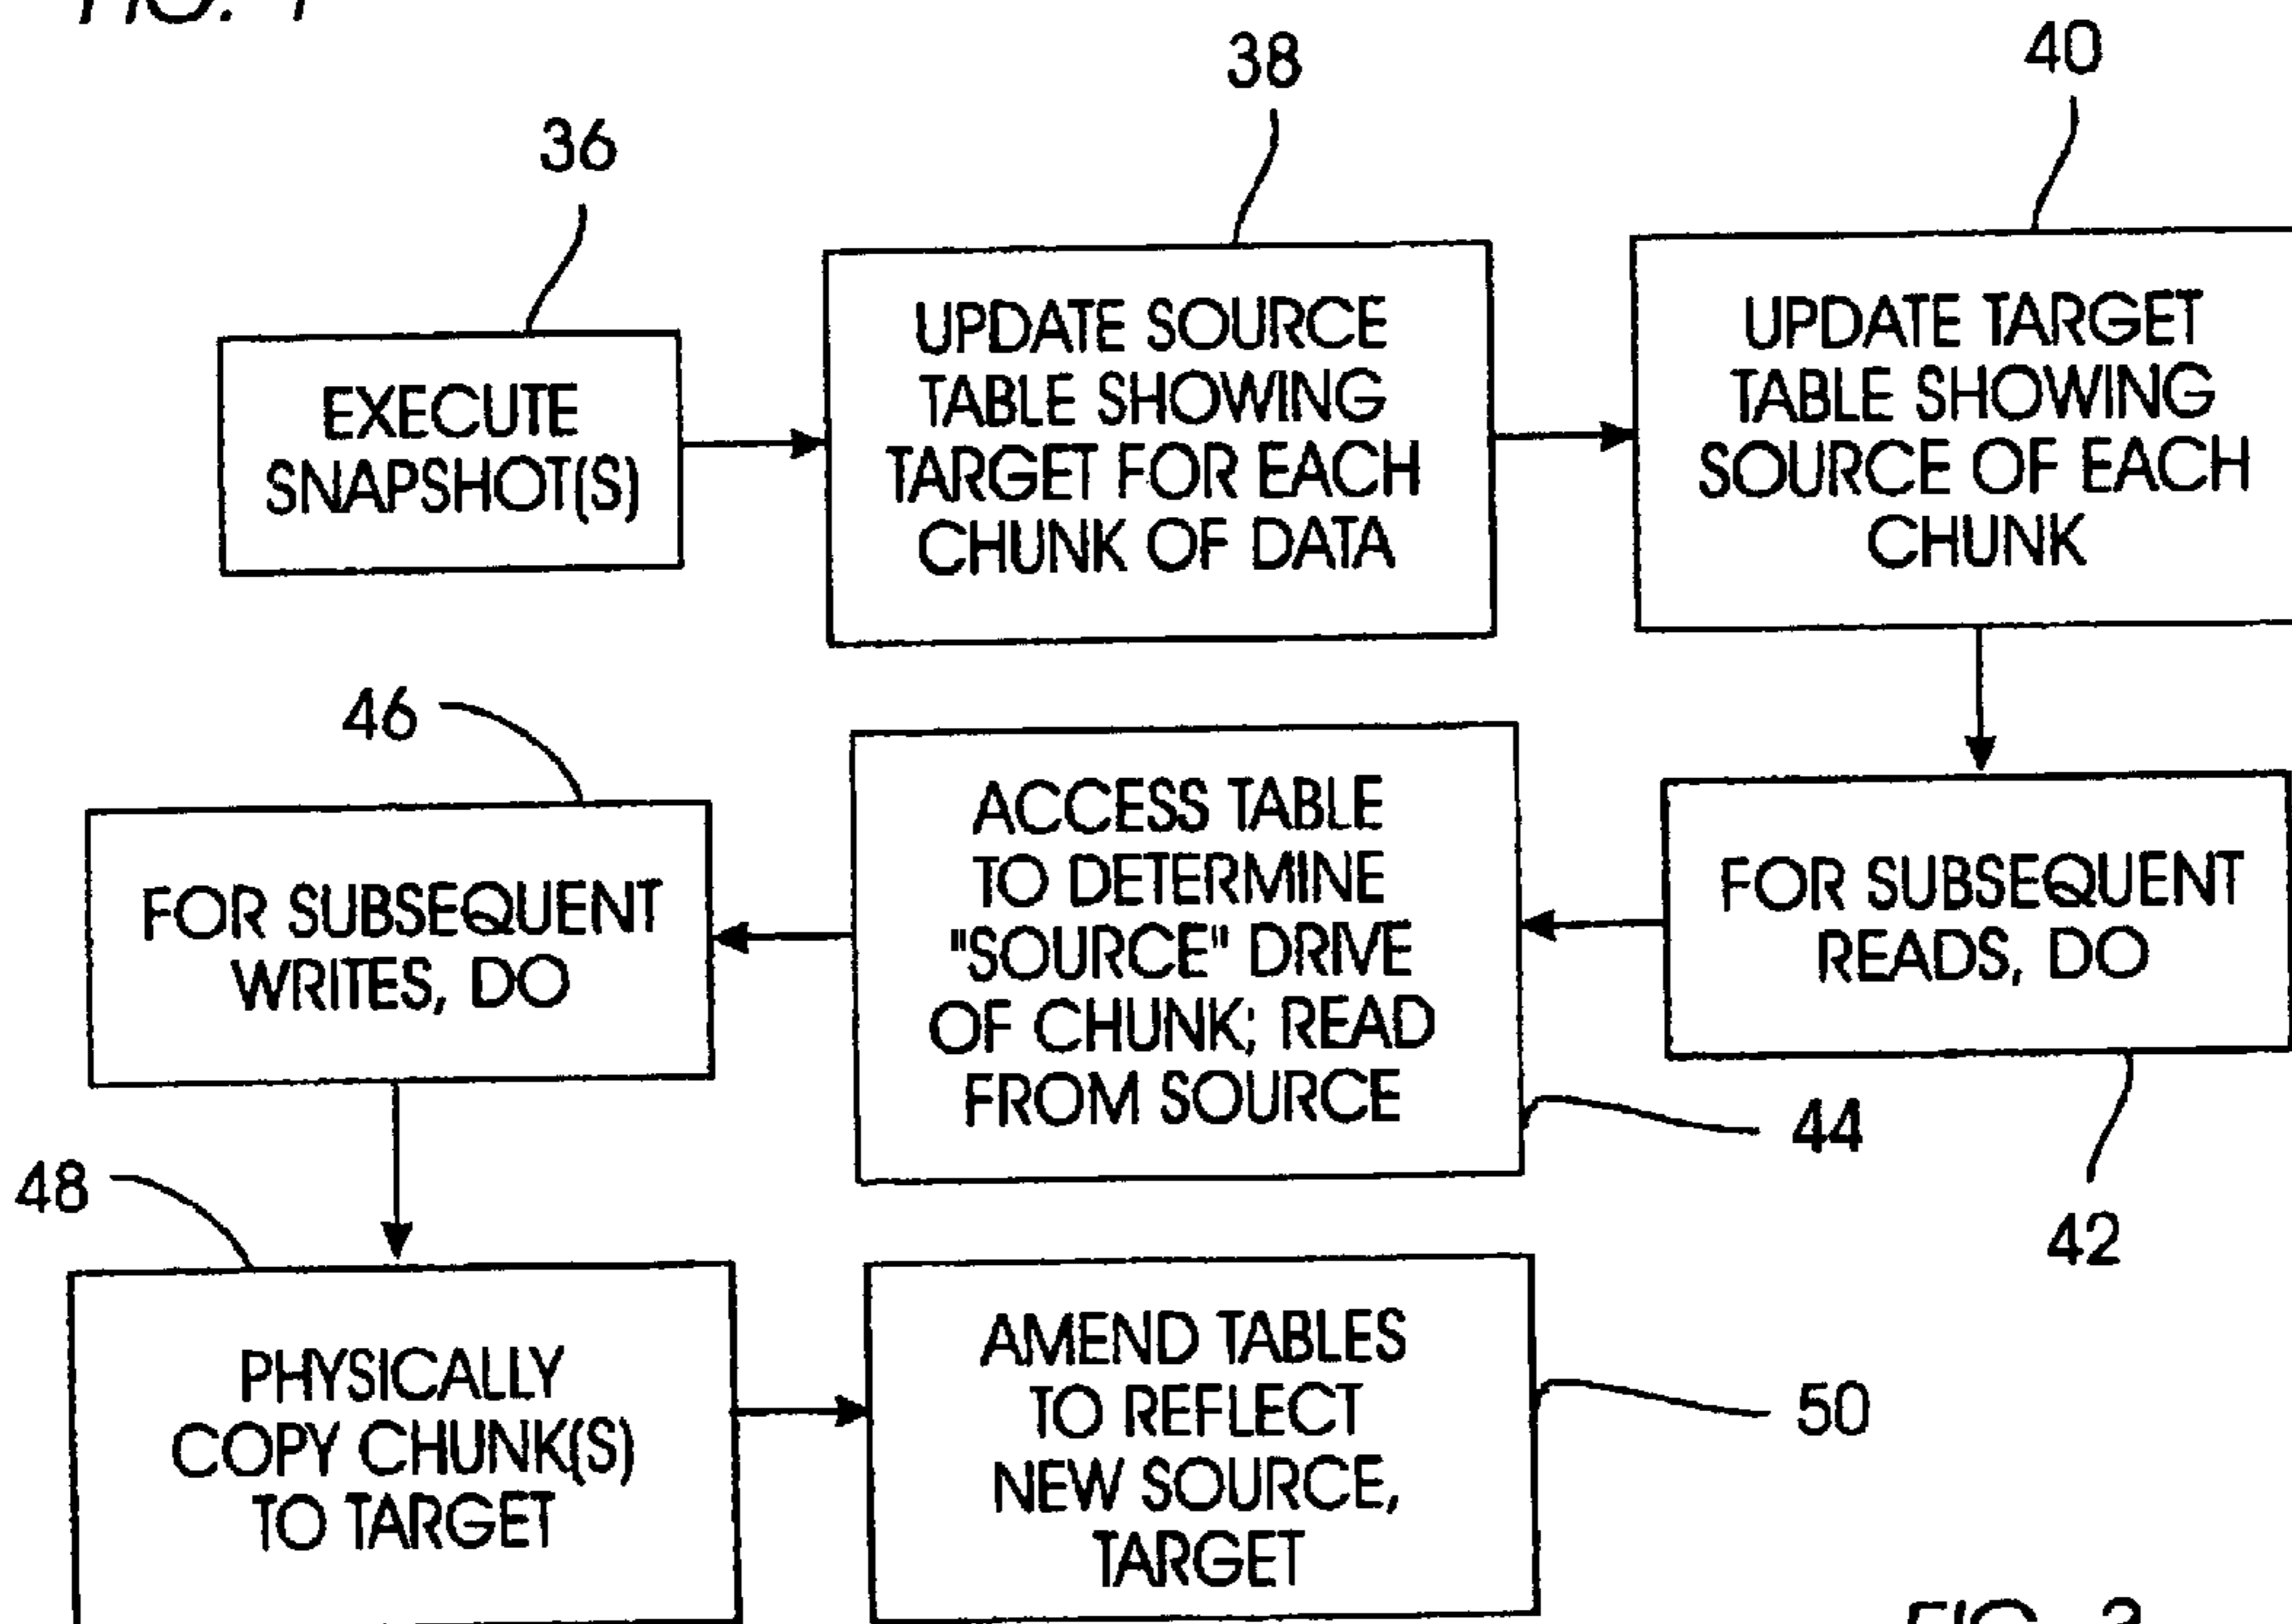 FIG. 1
38
40
36
EXECUTE
SNAPSHOT(S)
UPDATE SOURCE
TABLE SHOWING
TARGET FOR EACH
CHUNK OF DATA
UPDATE TARGET
TABLE SHOWING
SOURCE OF EACH
CHUNK
46
FOR SUBSEQUENT
WRITES, DO
ACCESS TABLE
TO DETERMINE
"SOURCE" DRIVE
OF CHUNK; READ
FROM SOURCE
FOR SUBSEQUENT
READS, DO
44
42
48
PHYSICALLY
COPY CHUNK(S)
TO TARGET
AMEND TABLES
TO REFLECT
NEW SOURCE,
TARGET
50
FIG.